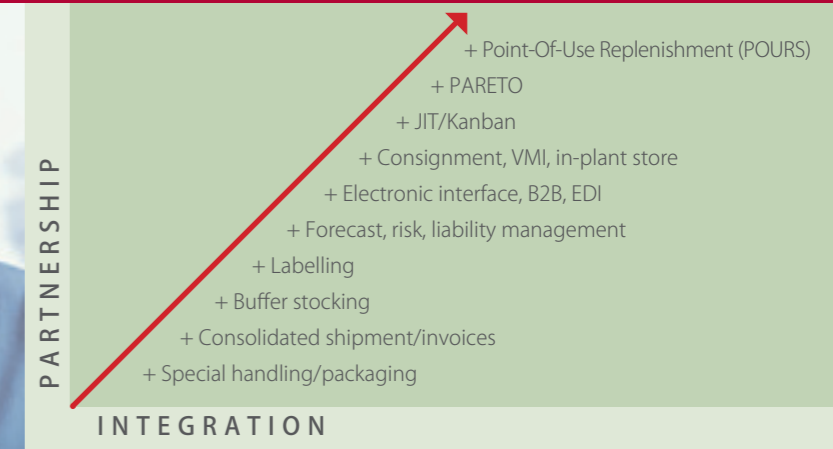 + Point-Of-Use Replenishment (POURS)
+ PARETO
+ JIT/Kanban
+ Consignment, VMI, in-plant store
+ Electronic interface, B2B, EDI
+ Forecast, risk, liability management
+ Labelling
+ Buffer stocking
+ Consolidated shipment/invoices
+ Special handling/packaging
PARTNERSHIP
INTEGRATION